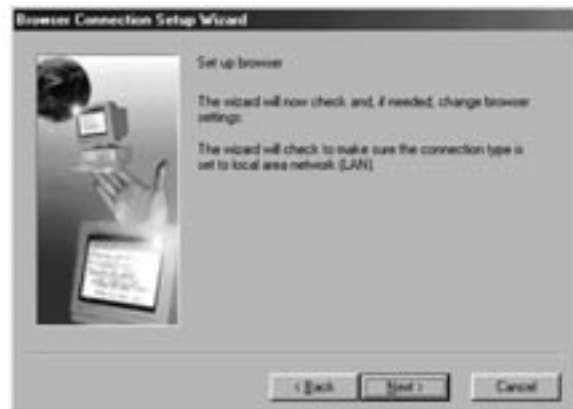 Browser Connection Setup Wizard
Set up browser
The wizard will now check and, if needed, change browser
settings.
The wizard will check to make sure the connection type is
set to local area network (LAN).
< Back
Next >
Cancel